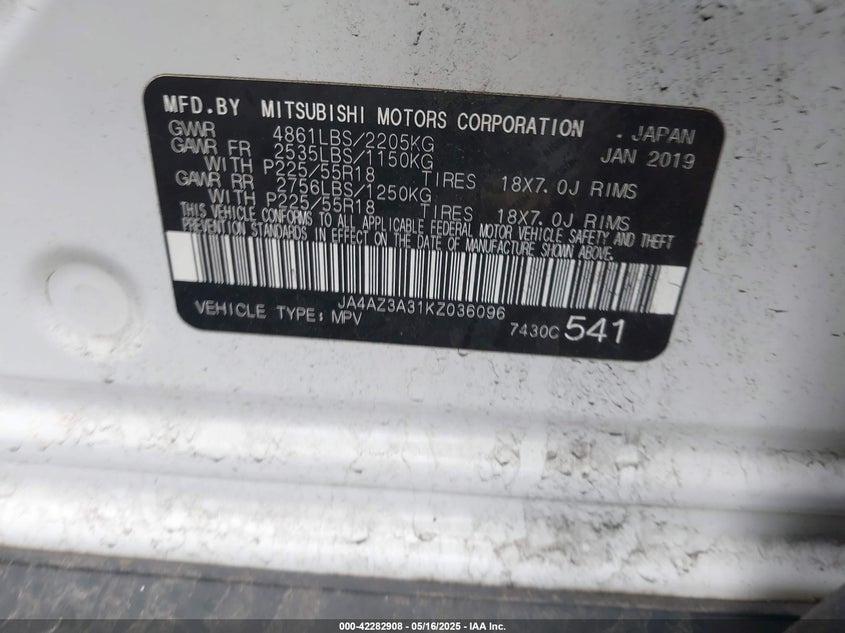 MFD.BY MITSUBISHI MOTORS CORPORATION . JAPAN
GVWR 4861LBS/2205KG JAN 2019
GAWR FR 2535LBS/1150KG
WITH P225/55R18 TIRES 18X7.0J RIMS
GAWR RR 2756LBS/1250KG
WITH P225/55R18 TIRES 18X7.0J RIMS
THIS VEHICLE CONFORMS TO ALL APPLICABLE FEDERAL MOTOR VEHICLE SAFETY AND THEFT
PREVENTION STANDARDS IN EFFECT ON THE DATE OF MANUFACTURE SHOWN ABOVE.
JA4AZ3A31KZ036096
VEHICLE TYPE: MPV 7430C 541
000-42282908 - 05/16/2025 - IAA Inc.